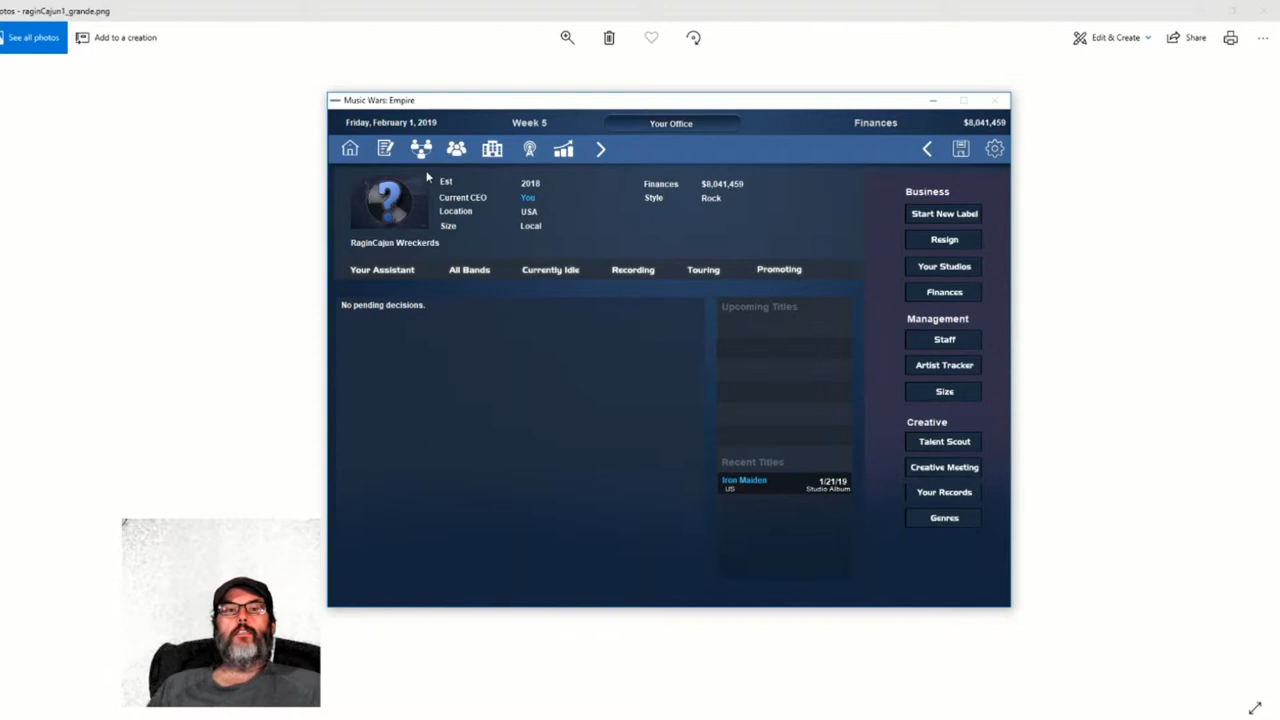 otos - raginCajun1_grande.png
See all photos
Add to a creation
Edit & Create
Share
Music Wars: Empire
Friday, February 1, 2019
Week 5
Your Office
Finances
$8,041,459
Est
2018
Finances
$8,041,459
Current CEO
You
Style
Rock
Location
USA
Size
Local
RaginCajun Wreckerds
Your Assistant
All Bands
Currently Idle
Recording
Touring
Promoting
No pending decisions.
Upcoming Titles
Recent Titles
Iron Maiden
1/21/19
US
Studio Album
Business
Start New Label
Resign
Your Studios
Finances
Management
Staff
Artist Tracker
Size
Creative
Talent Scout
Creative Meeting
Your Records
Genres